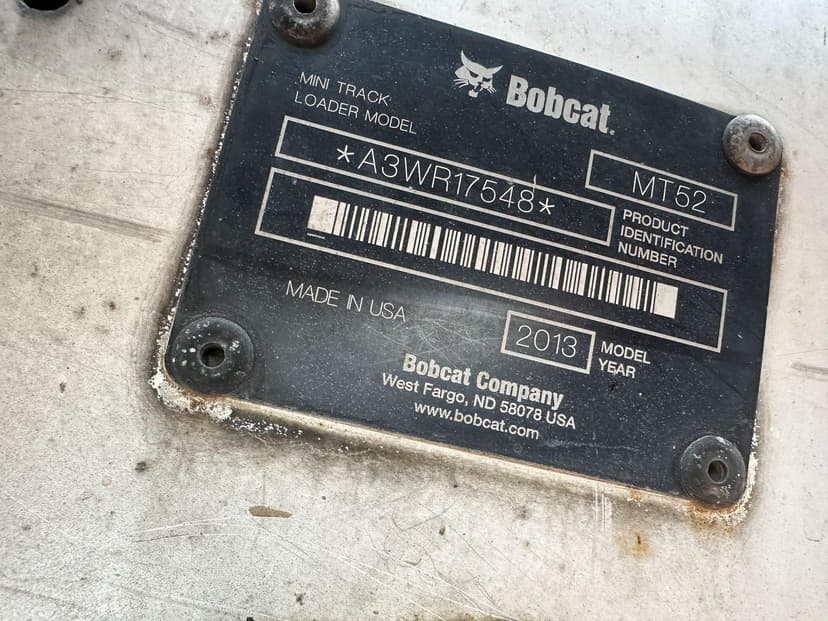 Bobcat.
MINI TRACK
LOADER MODEL
MT52
*A3WR17548*
PRODUCT
IDENTIFICATION
NUMBER
MADE IN USA
2013
MODEL
YEAR
Bobcat Company
West Fargo, ND 58078 USA
www.bobcat.com